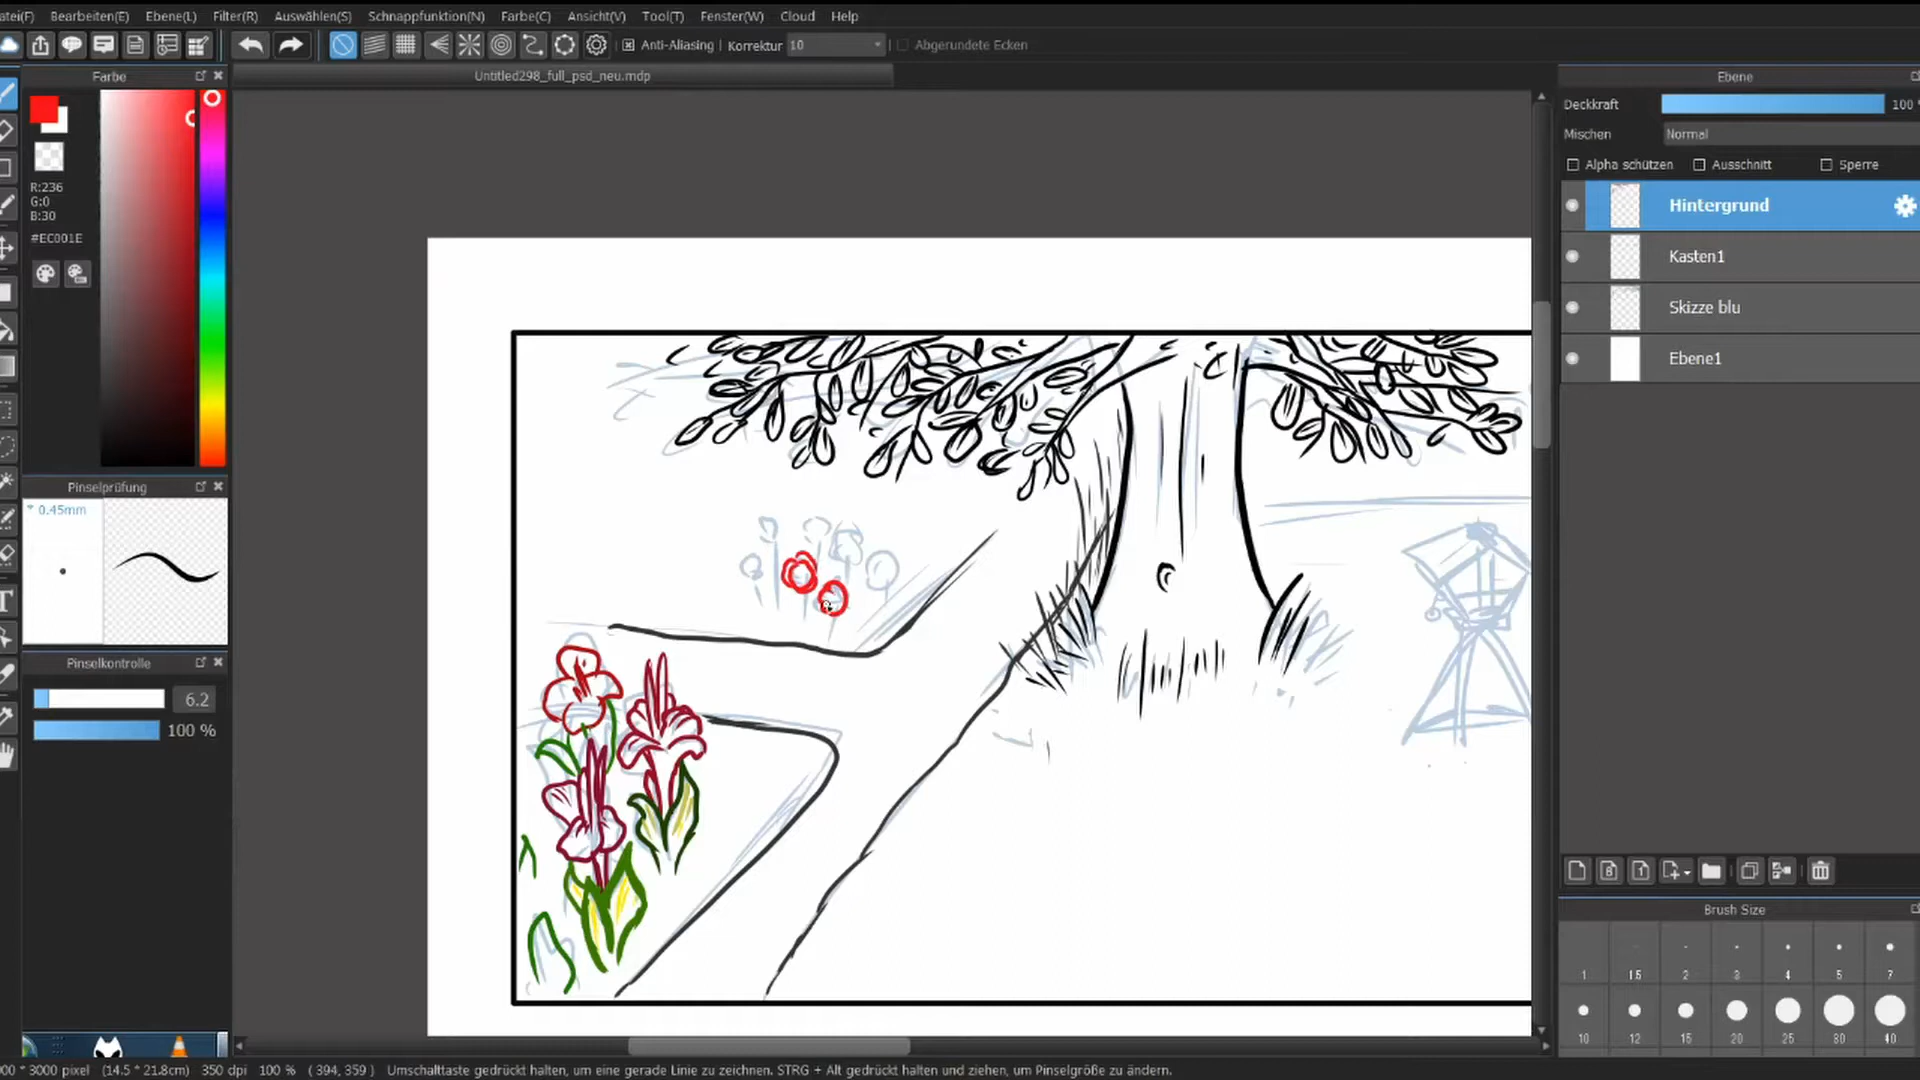 atei(F) Bearbeiten(E) Ebene(L) Filter(R) Auswählen(S) Schnappfunktion(N) Farbe(C) Ansicht(V) Tool(T) Fenster(W) Cloud Help
Anti-Aliasing Korrektur 10 Abgerundete Ecken
Farbe
Untitled298_full_psd_neu.mdp
R:236
G:0
B:30
#EC001E
Pinselprüfung
* 0.45mm
Pinselkontrolle
6.2
100 %
Ebene
Deckkraft 100 %
Mischen Normal
Alpha schützen Ausschnitt Sperre
Hintergrund
Kasten1
Skizze blu
Ebene1
Brush Size
1 1.5 2 3 4 5 7
10 12 15 20 25 30 40
00 * 3000 pixel (14.5 * 21.8cm) 350 dpi 100 % ( 394, 359 ) Umschalttaste gedrückt halten, um eine gerade Linie zu zeichnen. STRG + Alt gedrückt halten und ziehen, um Pinselgröße zu ändern.